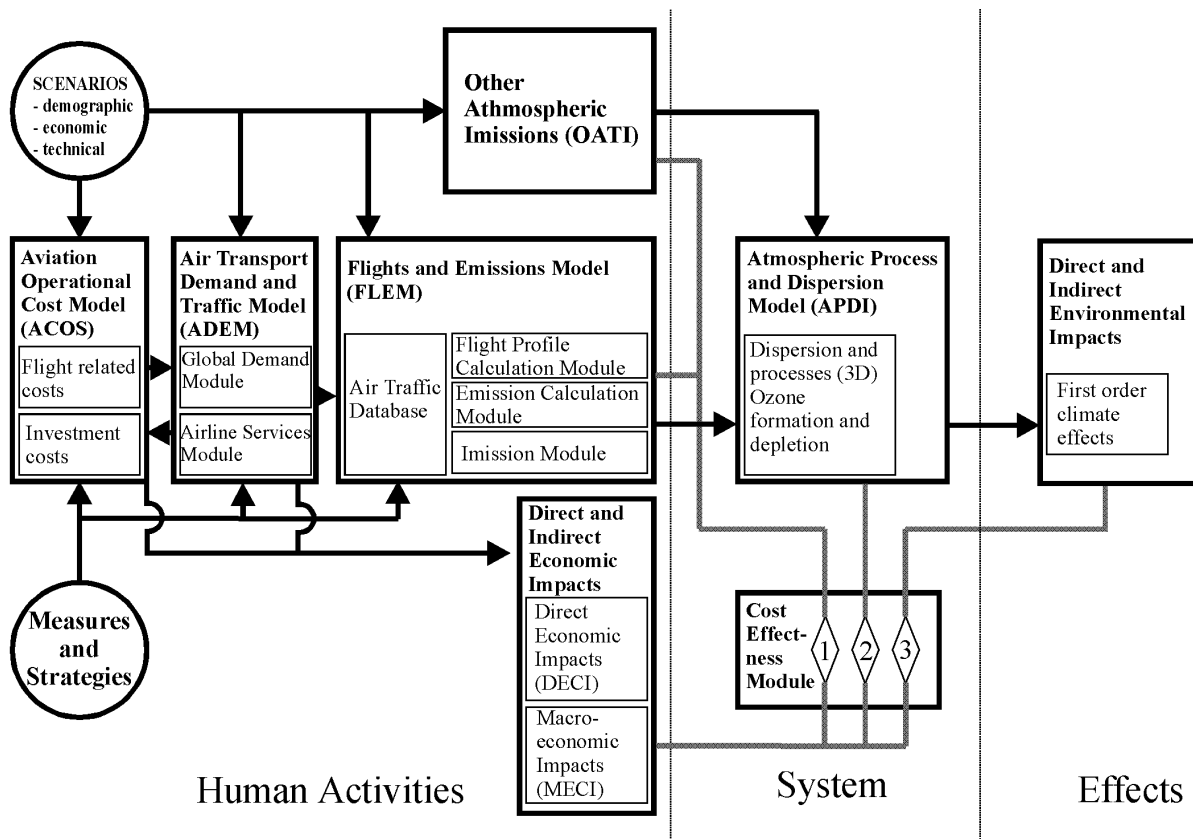 SCENARIOS
- demographic
- economic
- technical
Other
Athmospheric
Imissions (OATI)
Aviation
Operational
Cost Model
(ACOS)
Flight related
costs
Investment
costs
Air Transport
Demand and
Traffic Model
(ADEM)
Global Demand
Module
Airline Services
Module
Flights and Emissions Model
(FLEM)
Air Traffic
Database
Flight Profile
Calculation Module
Emission Calculation
Module
Imission Module
Atmospheric Process
and Dispersion
Model (APDI)
Dispersion and
processes (3D)
Ozone
formation and
depletion
Direct and
Indirect
Environmental
Impacts
First order
climate
effects
Measures
and
Strategies
Direct and
Indirect
Economic
Impacts
Direct
Economic
Impacts
(DECI)
Macro-
economic
Impacts
(MECI)
Cost
Effect-
ness
Module
1
2
3
Human Activities
System
Effects